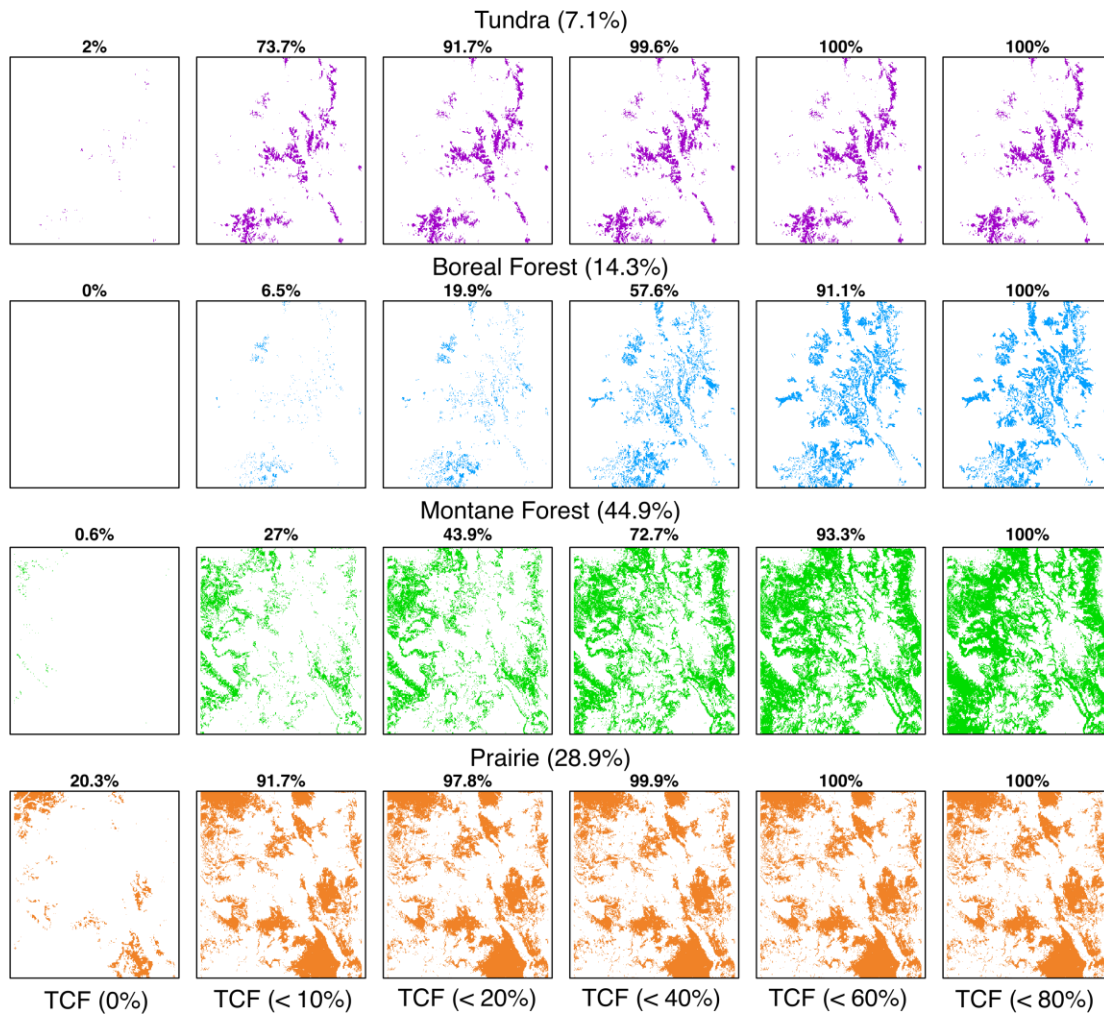 Tundra (7.1%)
2% 73.7% 91.7% 99.6% 100% 100%
Boreal Forest (14.3%)
0% 6.5% 19.9% 57.6% 91.1% 100%
Montane Forest (44.9%)
0.6% 27% 43.9% 72.7% 93.3% 100%
Prairie (28.9%)
20.3% 91.7% 97.8% 99.9% 100% 100%
TCF (0%) TCF (< 10%) TCF (< 20%) TCF (< 40%) TCF (< 60%) TCF (< 80%)